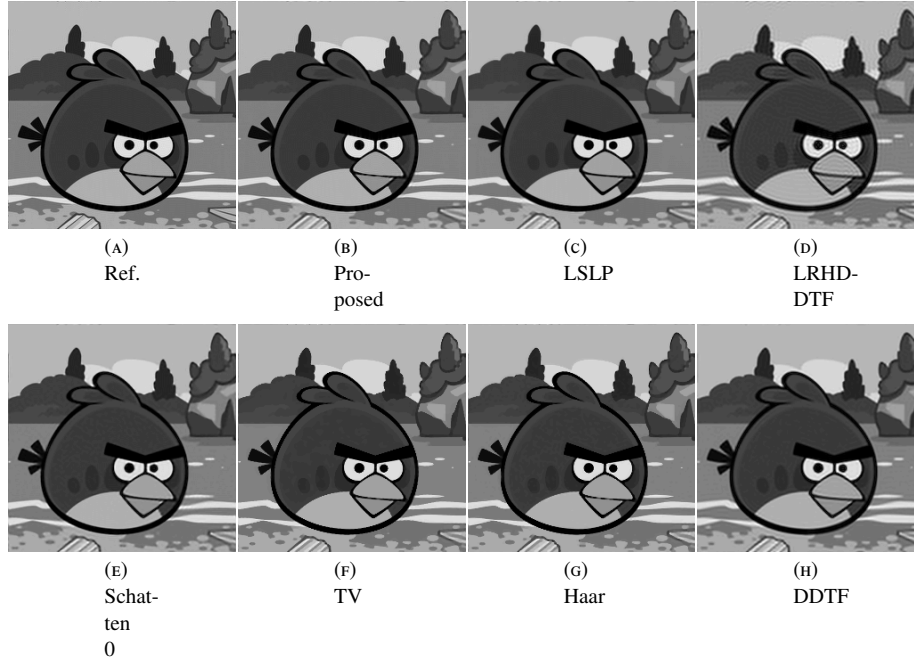 (A)
Ref.
(B)
Pro-
posed
(C)
LSLP
(D)
LRHD-
DTF
(E)
Schat-
ten
0
(F)
TV
(G)
Haar
(H)
DDTF